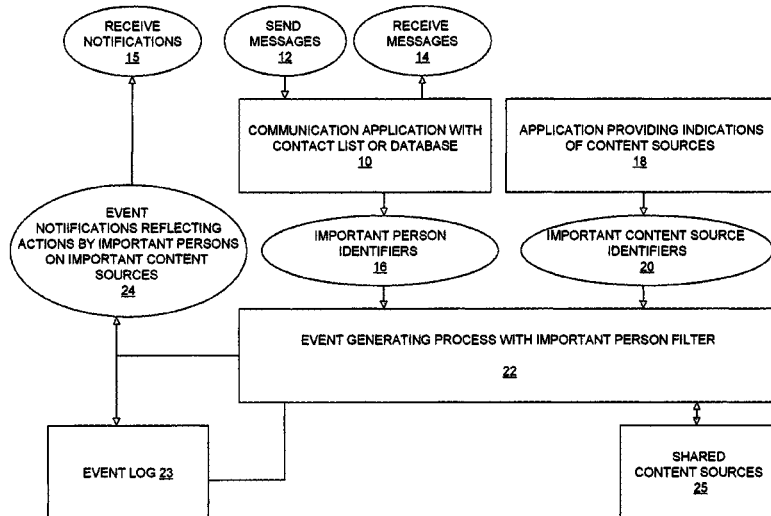 RECEIVE
NOTIFICATIONS
15
SEND
MESSAGES
12
RECEIVE
MESSAGES
14
COMMUNICATION APPLICATION WITH
CONTACT LIST OR DATABASE
10
APPLICATION PROVIDING INDICATIONS
OF CONTENT SOURCES
18
EVENT
NOTIIFICATIONS REFLECTING
ACTIONS BY IMPORTANT PERSONS
ON IMPORTANT CONTENT
SOURCES
24
IMPORTANT PERSON
IDENTIFIERS
16
IMPORTANT CONTENT SOURCE
IDENTIFIERS
20
EVENT GENERATING PROCESS WITH IMPORTANT PERSON FILTER
22
EVENT LOG 23
SHARED
CONTENT SOURCES
25